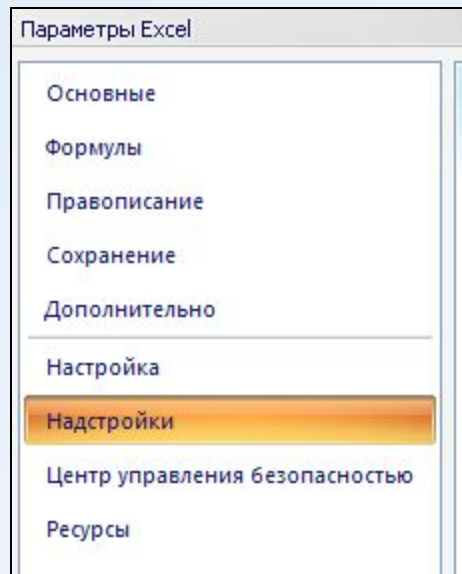 Параметры Excel
Основные
Формулы
Правописание
Сохранение
Дополнительно
Настройка
Надстройки
Центр управления безопасностью
Ресурсы